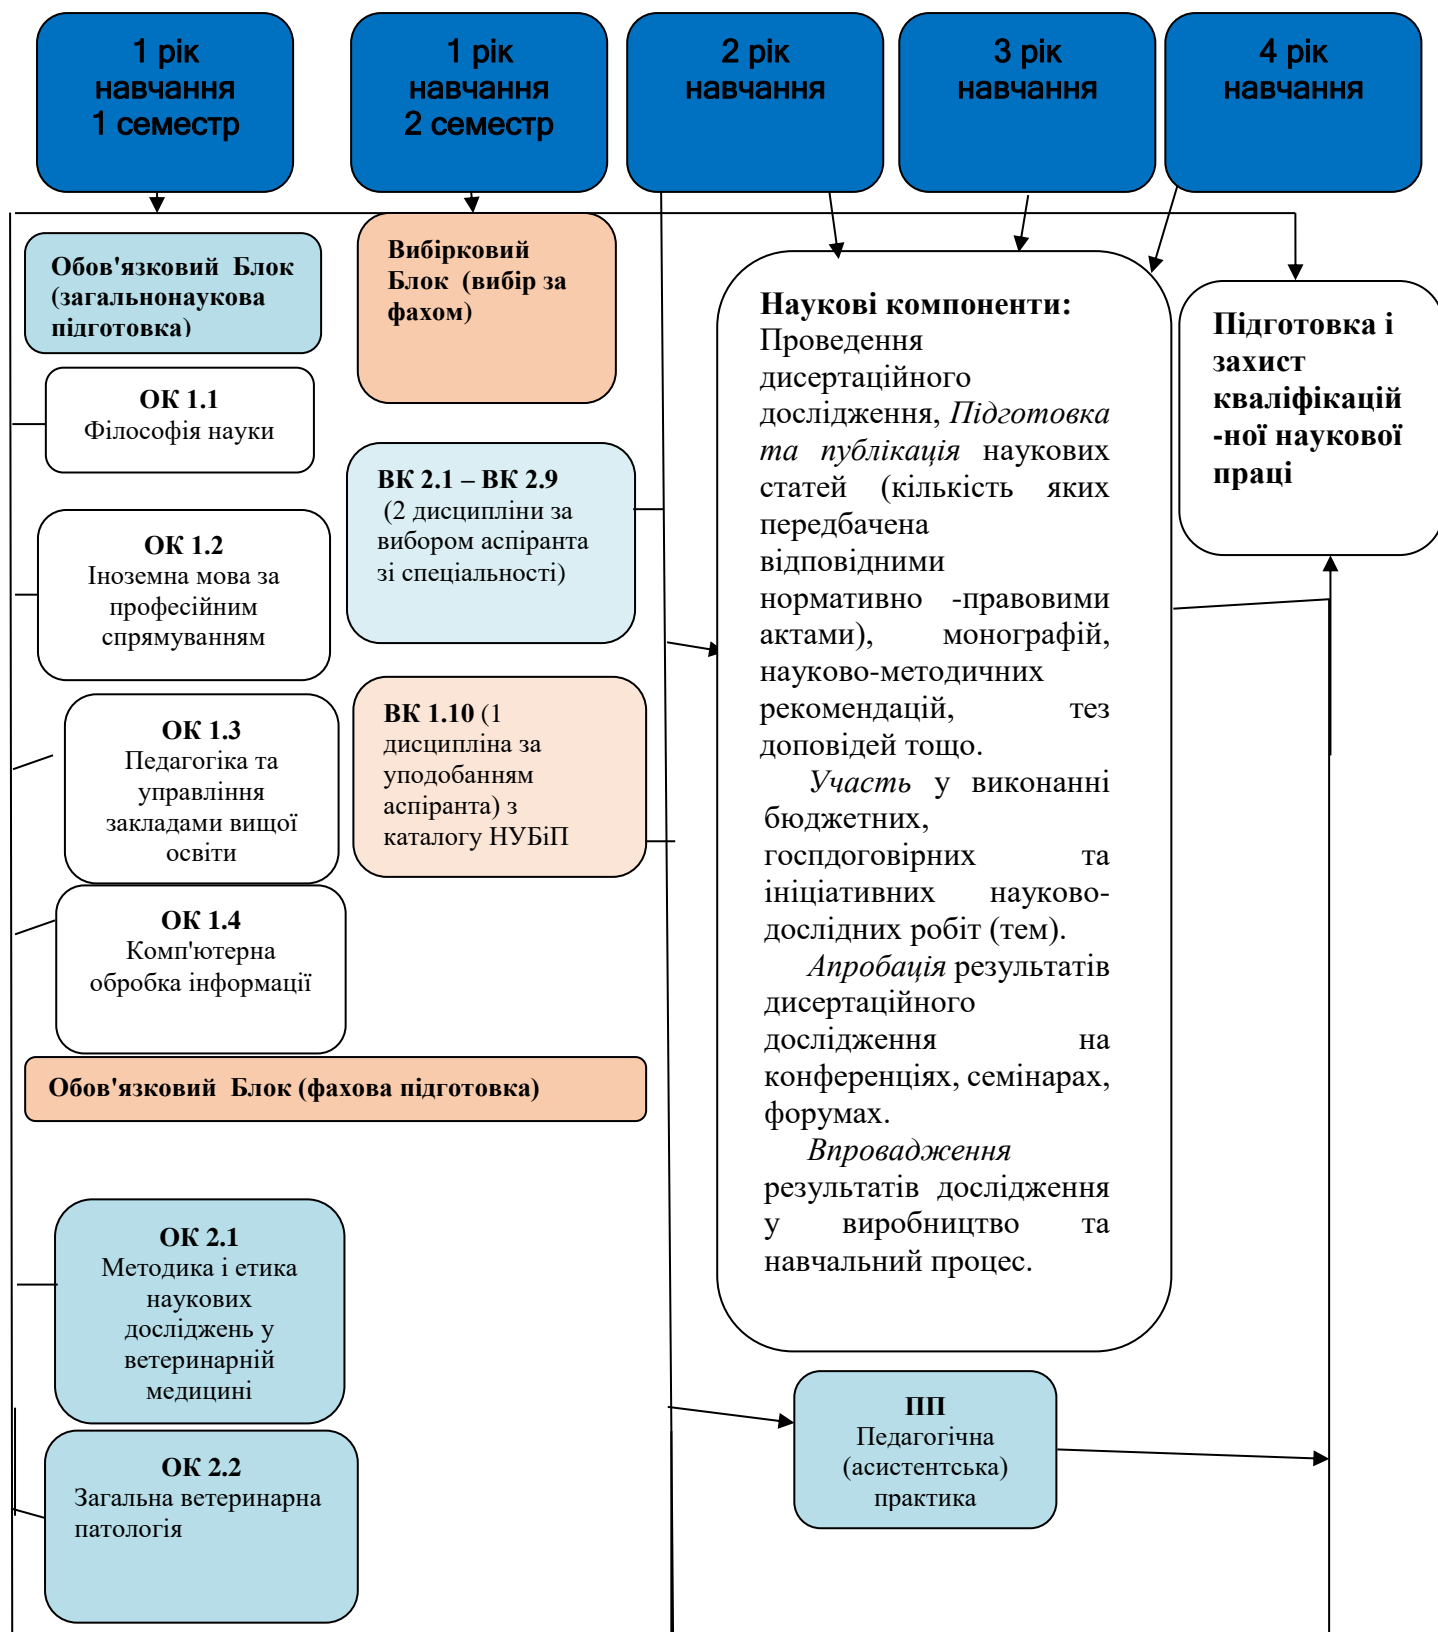 1 рік
навчання
1 семестр
1 рік
навчання
2 семестр
2 рік
навчання
3 рік
навчання
4 рік
навчання
Обов'язковий Блок
(загальнонаукова
підготовка)
ОК 1.1
Філософія науки
ОК 1.2
Іноземна мова за
професійним
спрямуванням
ОК 1.3
Педагогіка та
управління
закладами вищої
освіти
ОК 1.4
Комп'ютерна
обробка інформації
Вибірковий
Блок (вибір за
фахом)
ВК 2.1 – ВК 2.9
(2 дисципліни за
вибором аспіранта
зі спеціальності)
ВК 1.10 (1
дисципліна за
уподобанням
аспіранта) з
каталогу НУБіП
Обов'язковий Блок (фахова підготовка)
ОК 2.1
Методика і етика
наукових
досліджень у
ветеринарній
медицині
ОК 2.2
Загальна ветеринарна
патологія
Наукові компоненти:
Проведення
дисертаційного
дослідження, Підготовка
та публікація наукових
статей (кількість яких
передбачена
відповідними
нормативно -правовими
актами), монографій,
науково-методичних
рекомендацій, тез
доповідей тощо.
Участь у виконанні
бюджетних,
госпдоговірних та
ініціативних науково-
дослідних робіт (тем).
Апробація результатів
дисертаційного
дослідження на
конференціях, семінарах,
форумах.
Впровадження
результатів дослідження
у виробництво та
навчальний процес.
ПП
Педагогічна
(асистентська)
практика
Підготовка і
захист
кваліфікацій
-ної наукової
праці